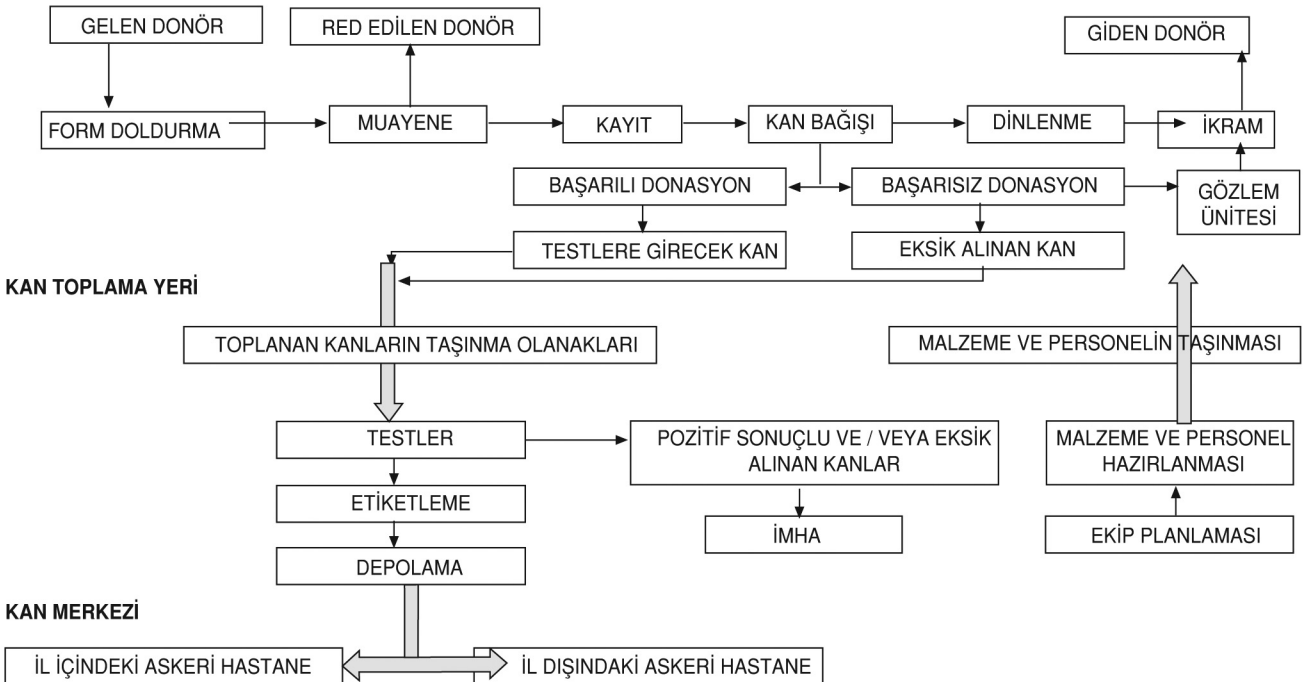 GELEN DONÖR
RED EDİLEN DONÖR
GİDEN DONÖR
FORM DOLDURMA
MUAYENE
KAYIT
KAN BAĞIŞI
DİNLENME
İKRAM
BAŞARILI DONASYON
BAŞARISIZ DONASYON
GÖZLEM
ÜNİTESİ
TESTLERE GİRECEK KAN
EKSİK ALINAN KAN
KAN TOPLAMA YERİ
TOPLANAN KANLARIN TAŞINMA OLANAKLARI
MALZEME VE PERSONELİN TAŞINMASI
TESTLER
POZİTİF SONUÇLU VE / VEYA EKSİK
ALINAN KANLAR
MALZEME VE PERSONEL
HAZIRLANMASI
ETİKETLEME
İMHA
EKİP PLANLAMASI
DEPOLAMA
KAN MERKEZİ
İL İÇİNDEKİ ASKERİ HASTANE
İL DIŞINDAKİ ASKERİ HASTANE